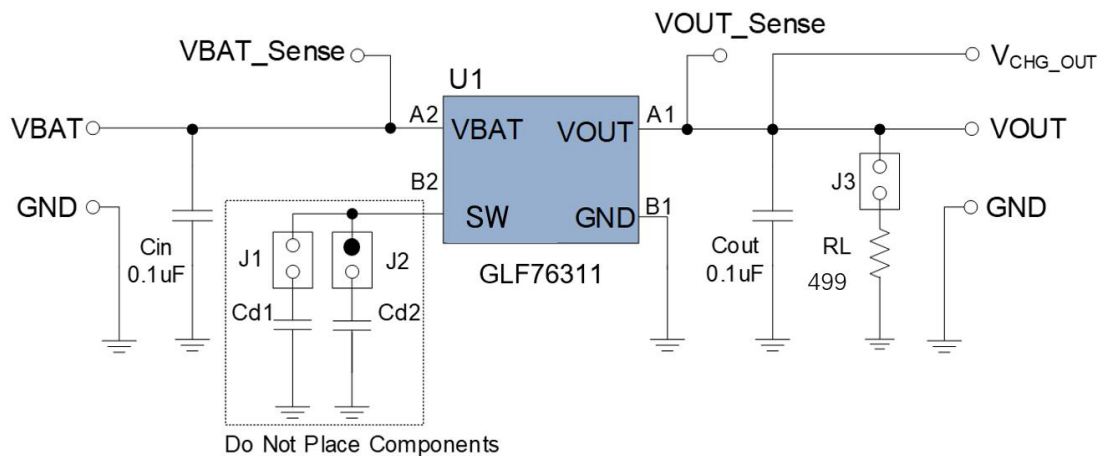 VOUT_Sense
VBAT_Sense
VCHG_OUT
U1
A2
A1
VBAT
VBAT
VOUT
VOUT
B2
J3
GND
SW
GND
B1
GND
J1
J2
Cin
0.1uF
GLF76311
Cout
0.1uF
RL
499
Cd1
Cd2
Do Not Place Components